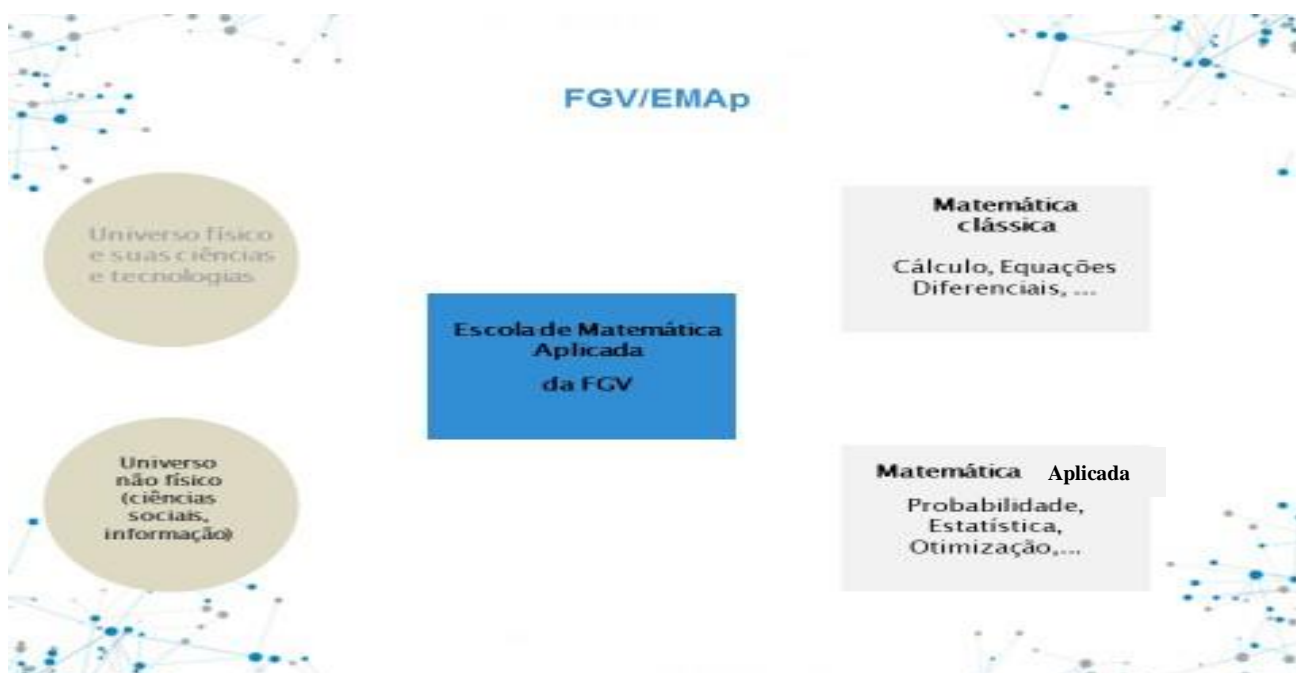 FGV/EMAp
Universo físico
e suas ciências
e tecnologias
Universo
não físico
(ciências
sociais,
informação)
Escola de Matemática
Aplicada
da FGV
Matemática
clássica
Cálculo, Equações
Diferenciais, ...
Matemática Aplicada
Probabilidade,
Estatística,
Otimização,...